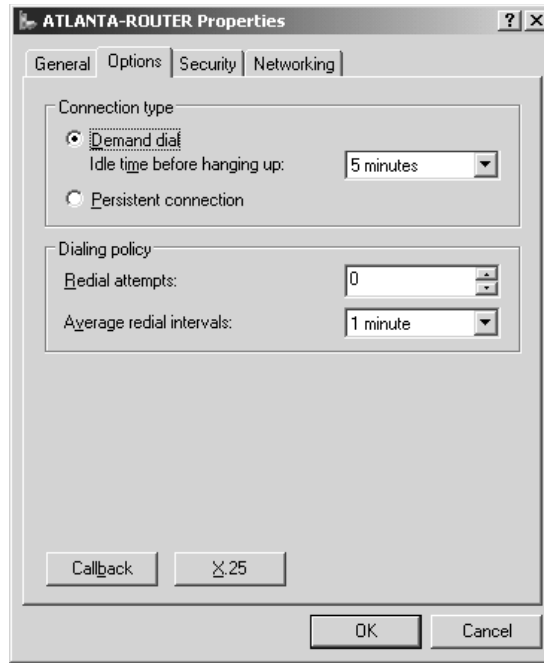 ATLANTA-ROUTER Properties
General Options Security Networking
Connection type
Demand dial
Idle time before hanging up: 5 minutes
Persistent connection
Dialing policy
Redial attempts: 0
Average redial intervals: 1 minute
Callback X.25
OK Cancel